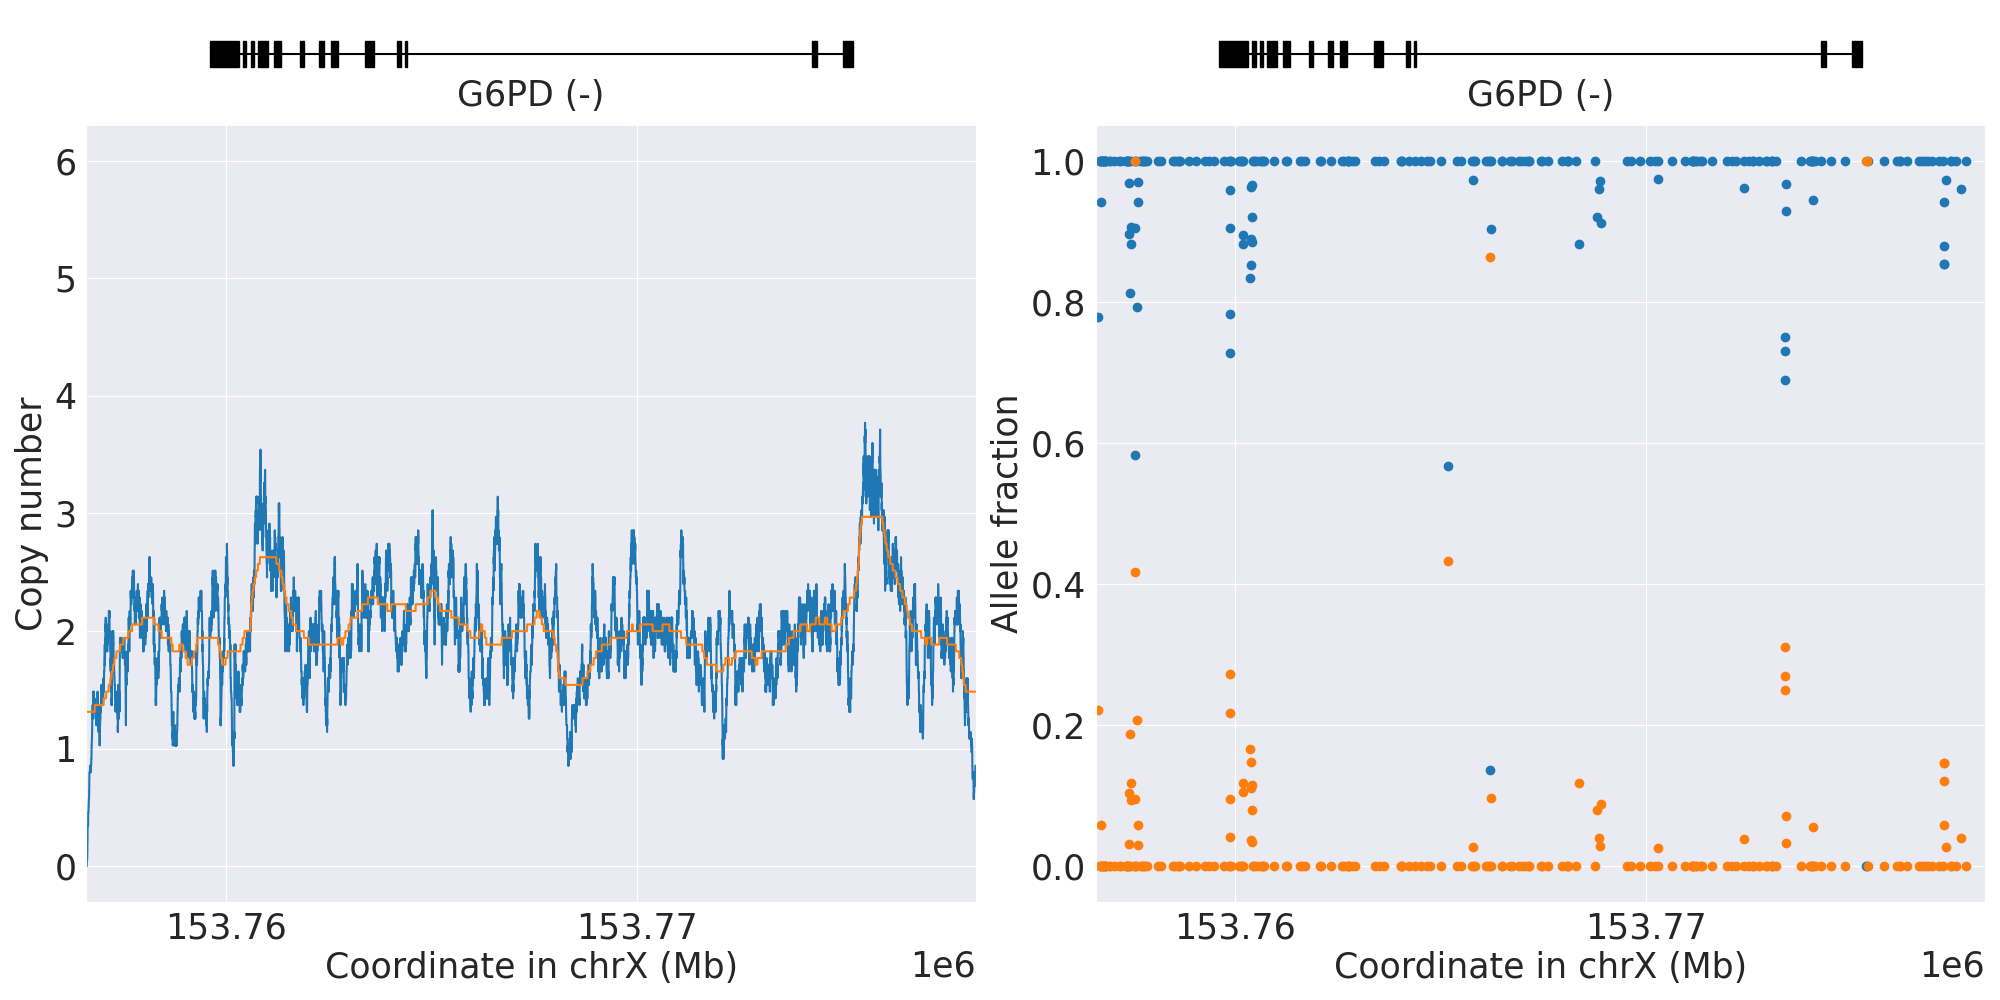 G6PD (-)
6
5
4
3
2
1
0
Copy number
153.76
153.77
Coordinate in chrX (Mb)
1e6
G6PD (-)
1.0
0.8
0.6
0.4
0.2
0.0
Allele fraction
153.76
153.77
Coordinate in chrX (Mb)
1e6